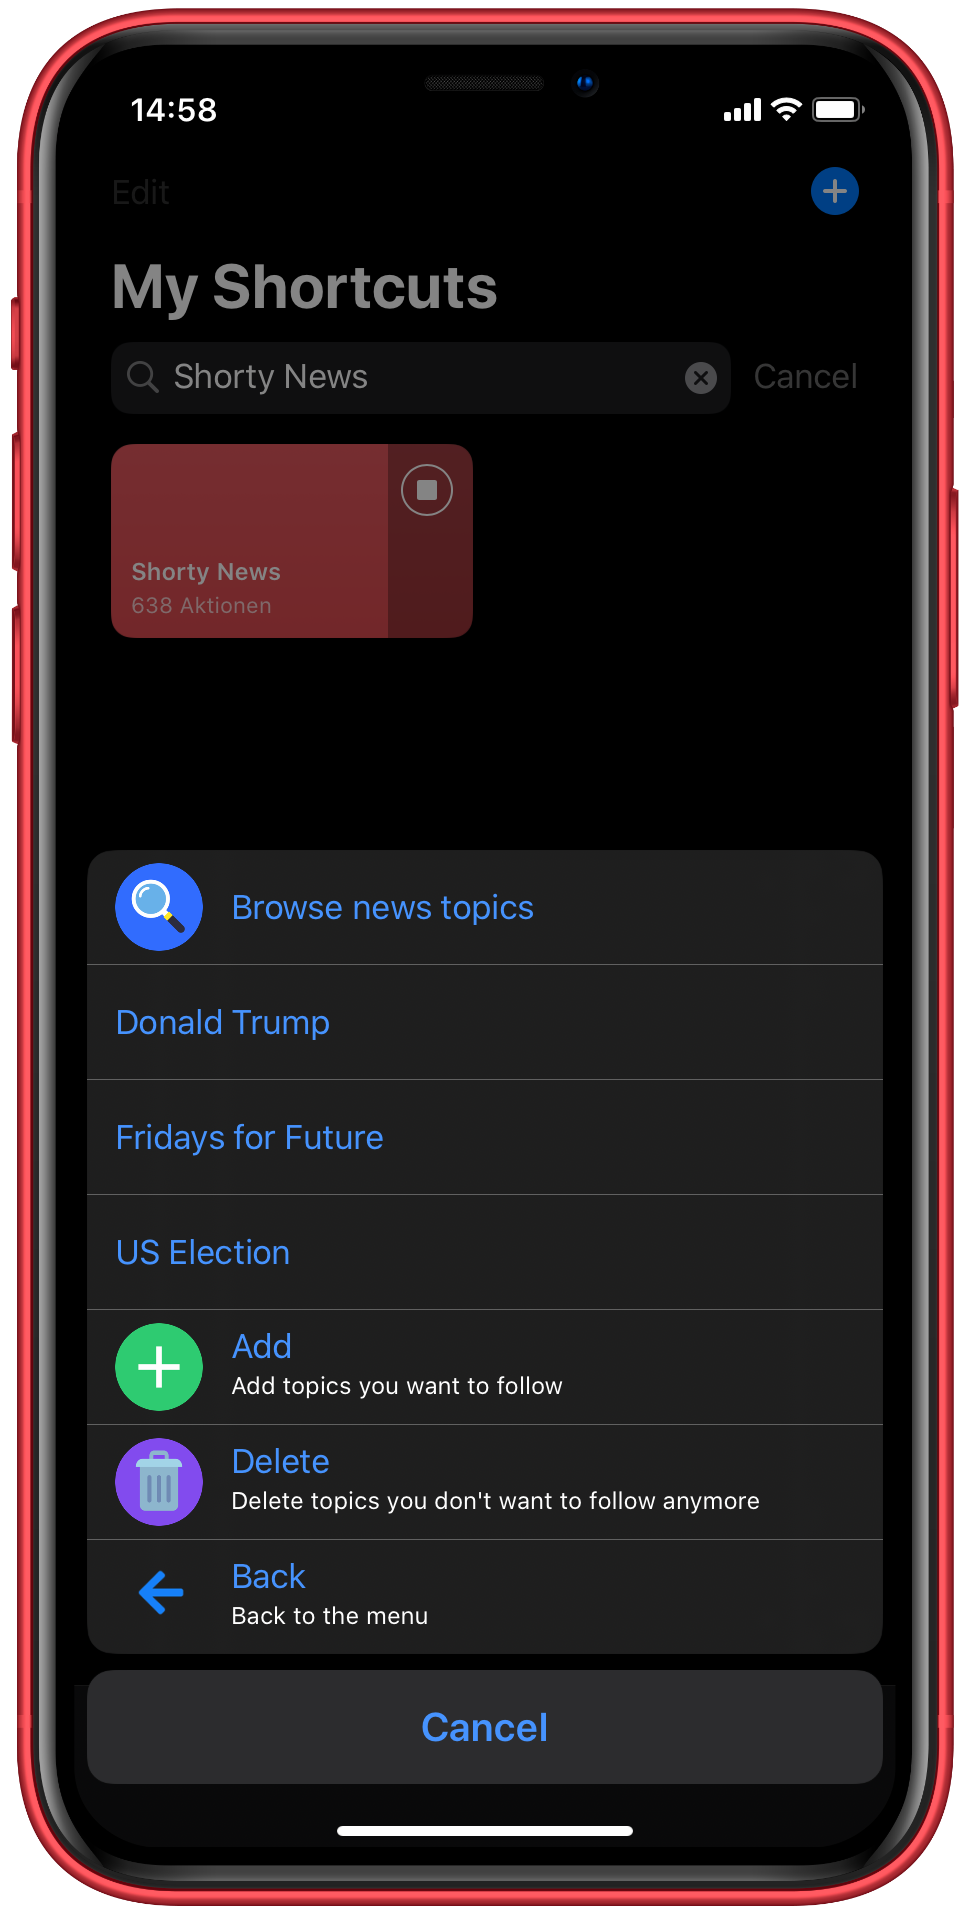 14:58
Edit
My Shortcuts
Shorty News
Cancel
Shorty News
638 Aktionen
Browse news topics
Donald Trump
Fridays for Future
US Election
Add
Add topics you want to follow
Delete
Delete topics you don't want to follow anymore
Back
Back to the menu
Cancel